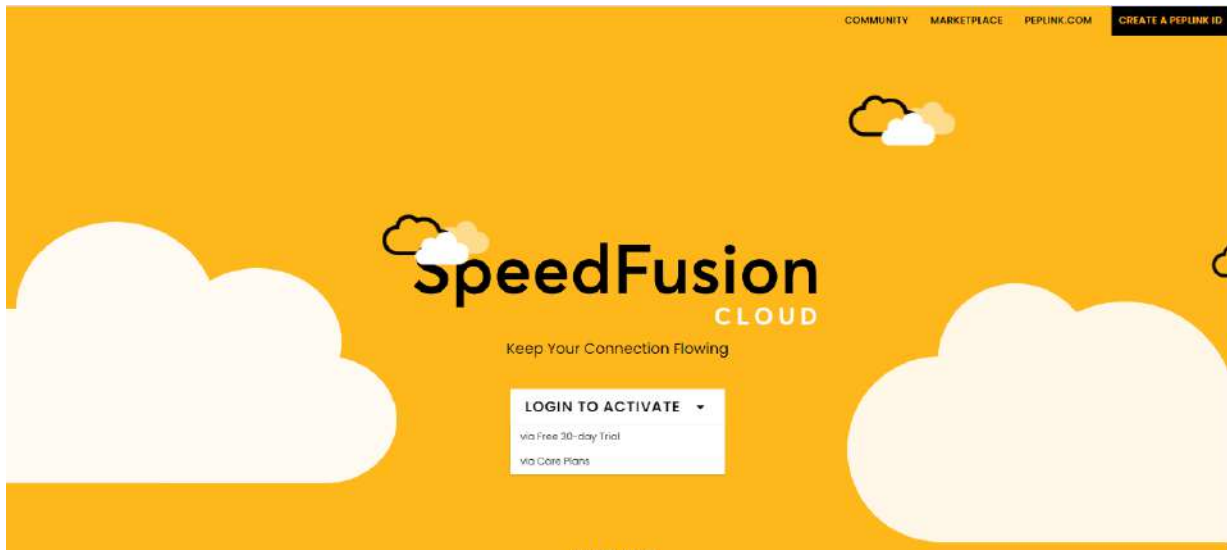 COMMUNITY MARKETPLACE PEPLINK.COM CREATE A PEPLINK ID
SpeedFusion
CLOUD
Keep Your Connection Flowing
LOGIN TO ACTIVATE
via Free 30-day Trial
via Care Plans